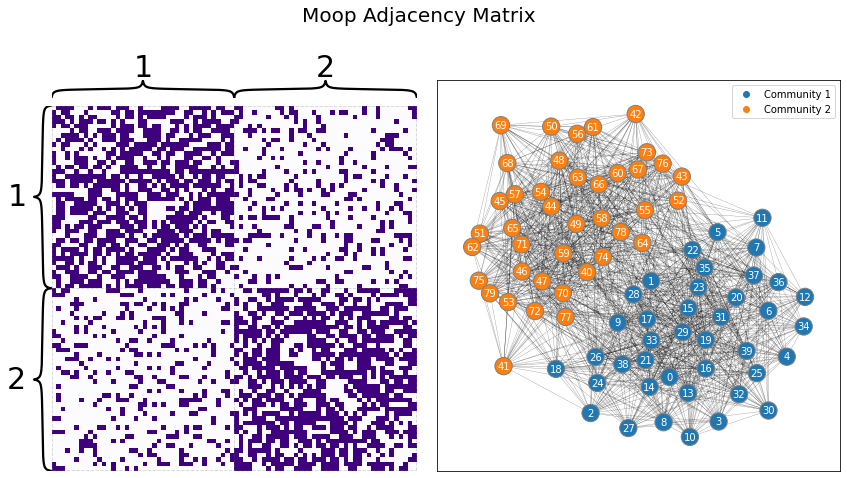 Moop Adjacency Matrix
1 2
1
2
Community 1
Community 2
42
69 50 56 61
73
68 48 67 76
63 60 43
66
45 57 54 52
44 55
58 11
49
65 78 5
51
62 71 64 7
22
59 74
35
46 40 37
75 47 1 36
79 70 28 23
53 15 20 12
72 77 9 17 31 6
34
33 29 19
26 21 39 4
41 18 38 16 25
24 14 0
13 32
2 30
27 8 3
10